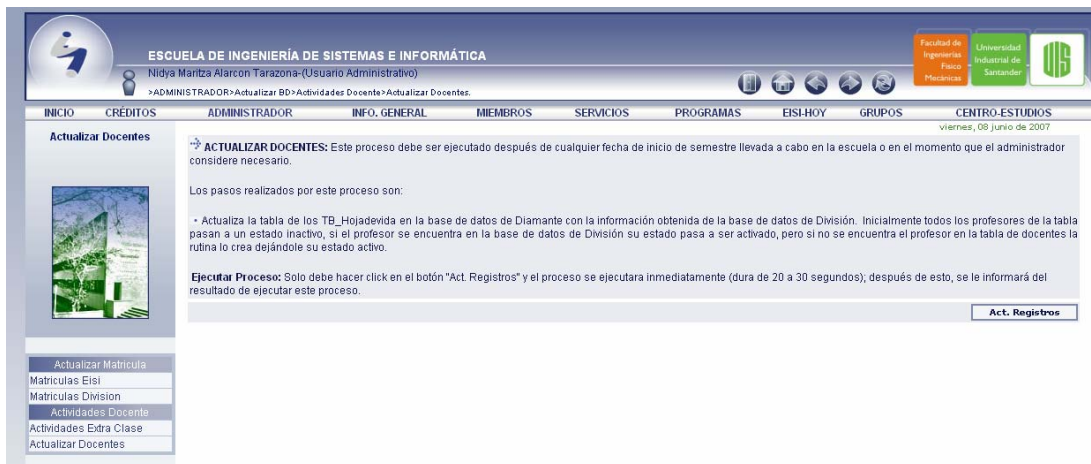 ESCUELA DE INGENIERÍA DE SISTEMAS E INFORMÁTICA
Nidya Maritza Alarcon Tarazona-(Usuario Administrativo)
>ADMINISTRADOR>Actualizar BD>Actividades Docente>Actualizar Docentes.
Facultad de
Ingenierías
Físico
Mecánicas
Universidad
Industrial de
Santander
UIS
INICIO CRÉDITOS ADMINISTRADOR INFO. GENERAL MIEMBROS SERVICIOS PROGRAMAS EISI-HOY GRUPOS CENTRO-ESTUDIOS
viernes, 08 junio de 2007
Actualizar Docentes
ACTUALIZAR DOCENTES: Este proceso debe ser ejecutado después de cualquier fecha de inicio de semestre llevada a cabo en la escuela o en el momento que el administrador
considere necesario.
Los pasos realizados por este proceso son:
• Actualiza la tabla de los TB_Hojadevida en la base de datos de Diamante con la información obtenida de la base de datos de División. Inicialmente todos los profesores de la tabla
pasan a un estado inactivo, si el profesor se encuentra en la base de datos de División su estado pasa a ser activado, pero si no se encuentra el profesor en la tabla de docentes la
rutina lo crea dejándole su estado activo.
Ejecutar Proceso: Solo debe hacer click en el botón "Act. Registros" y el proceso se ejecutara inmediatamente (dura de 20 a 30 segundos); después de esto, se le informará del
resultado de ejecutar este proceso.
Act. Registros
Actualizar Matricula
Matriculas Eisi
Matriculas Division
Actividades Docente
Actividades Extra Clase
Actualizar Docentes